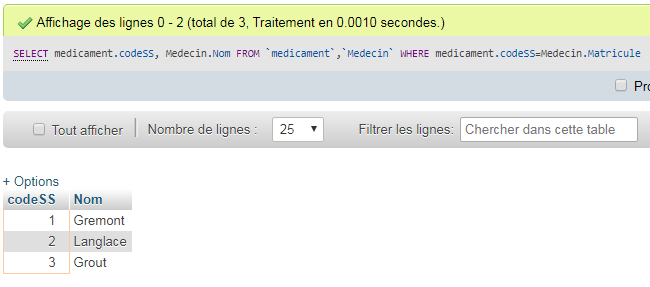 Affichage des lignes 0 - 2 (total de 3, Traitement en 0.0010 secondes.)
SELECT medicament.codeSS, Medecin.Nom FROM `medicament`,`Medecin` WHERE medicament.codeSS=Medecin.Matricule
Pro
Tout afficher Nombre de lignes : 25 Filtrer les lignes: Chercher dans cette table
+ Options
codeSS Nom
1 Gremont
2 Langlace
3 Grout